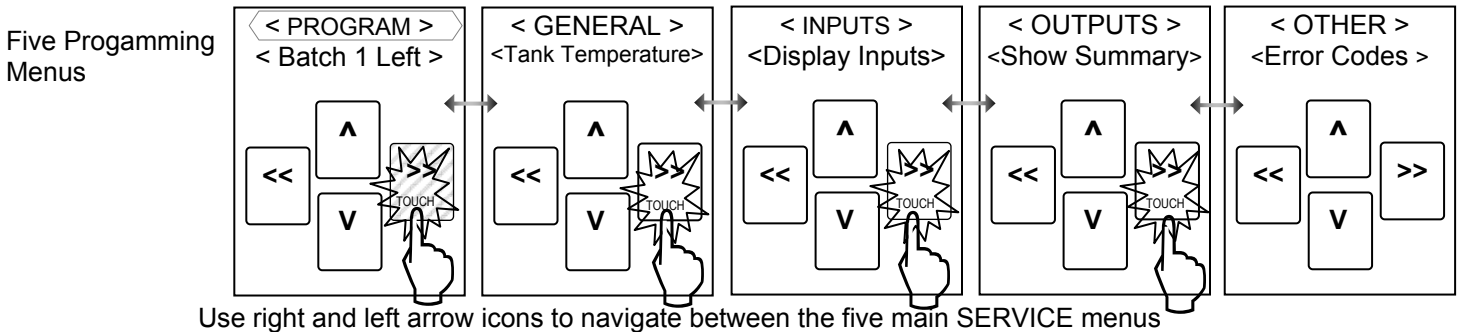 Five Progamming
Menus
< PROGRAM >
< Batch 1 Left >
<<
^
V
>>
TOUCH
< GENERAL >
<Tank Temperature>
<<
^
V
>>
TOUCH
< INPUTS >
<Display Inputs>
<<
^
V
>>
TOUCH
< OUTPUTS >
<Show Summary>
<<
^
V
>>
TOUCH
< OTHER >
<Error Codes >
<<
^
V
>>
Use right and left arrow icons to navigate between the five main SERVICE menus